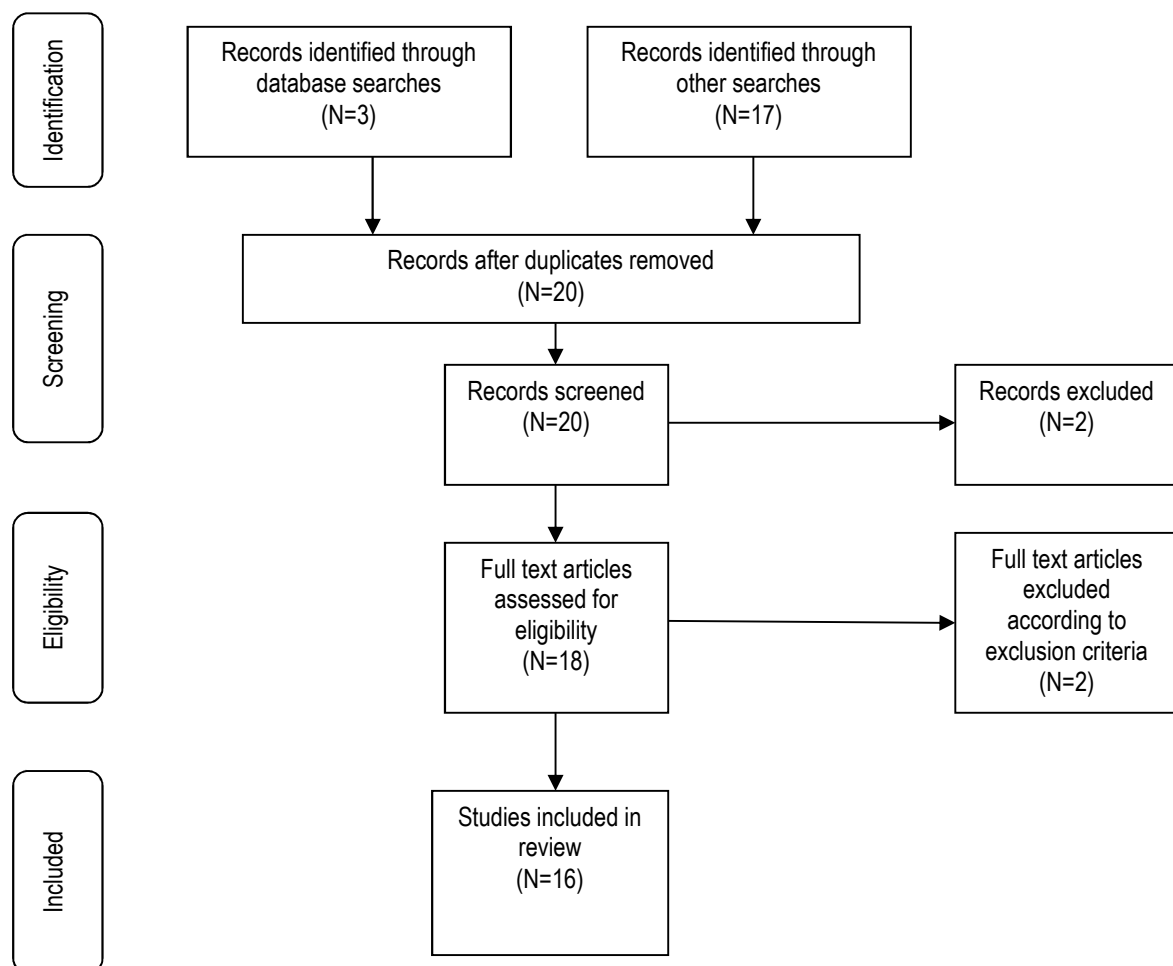 Identification
Records identified through
database searches
(N=3)
Records identified through
other searches
(N=17)
Screening
Records after duplicates removed
(N=20)
Records screened
(N=20)
Records excluded
(N=2)
Eligibility
Full text articles
assessed for
eligibility
(N=18)
Full text articles
excluded
according to
exclusion criteria
(N=2)
Included
Studies included in
review
(N=16)